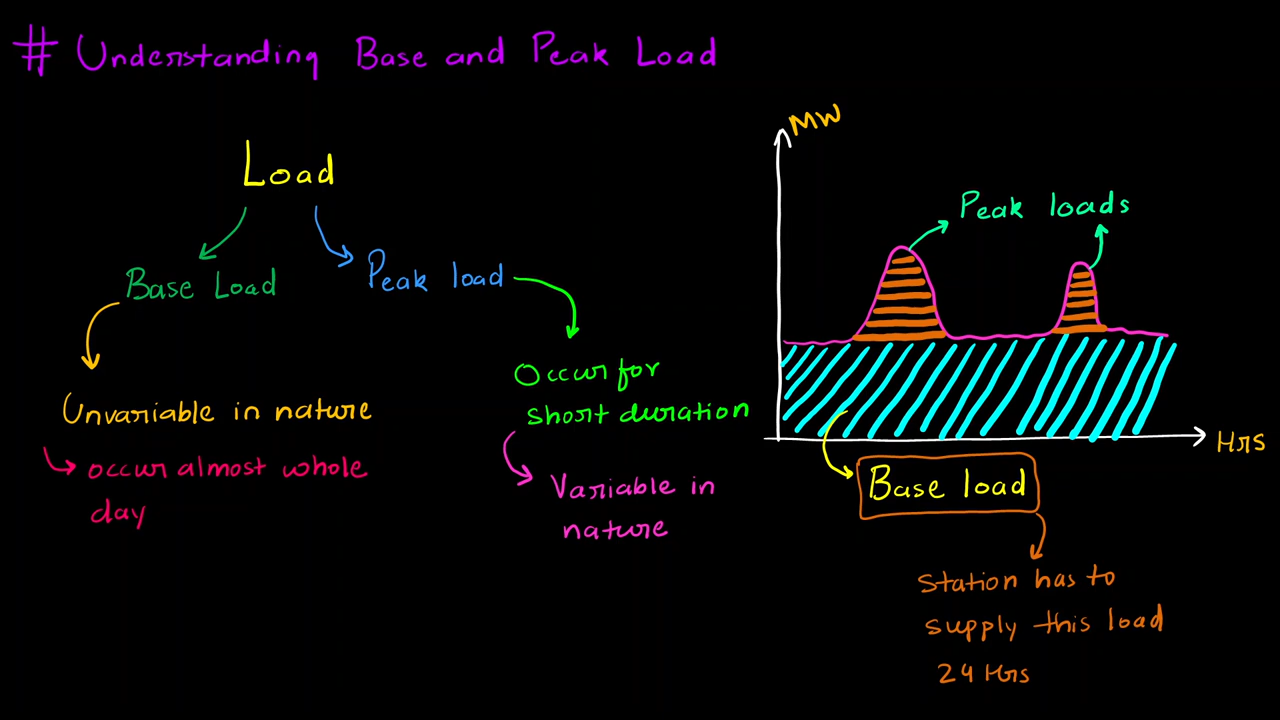 # Understanding Base and Peak Load
Load
Base Load
Peak load
Unvariable in nature
occur almost whole
day
Occur for
short duration
Variable in
nature
MW
Peak loads
Hrs
Base load
Station has to
supply this load
24 Hrs